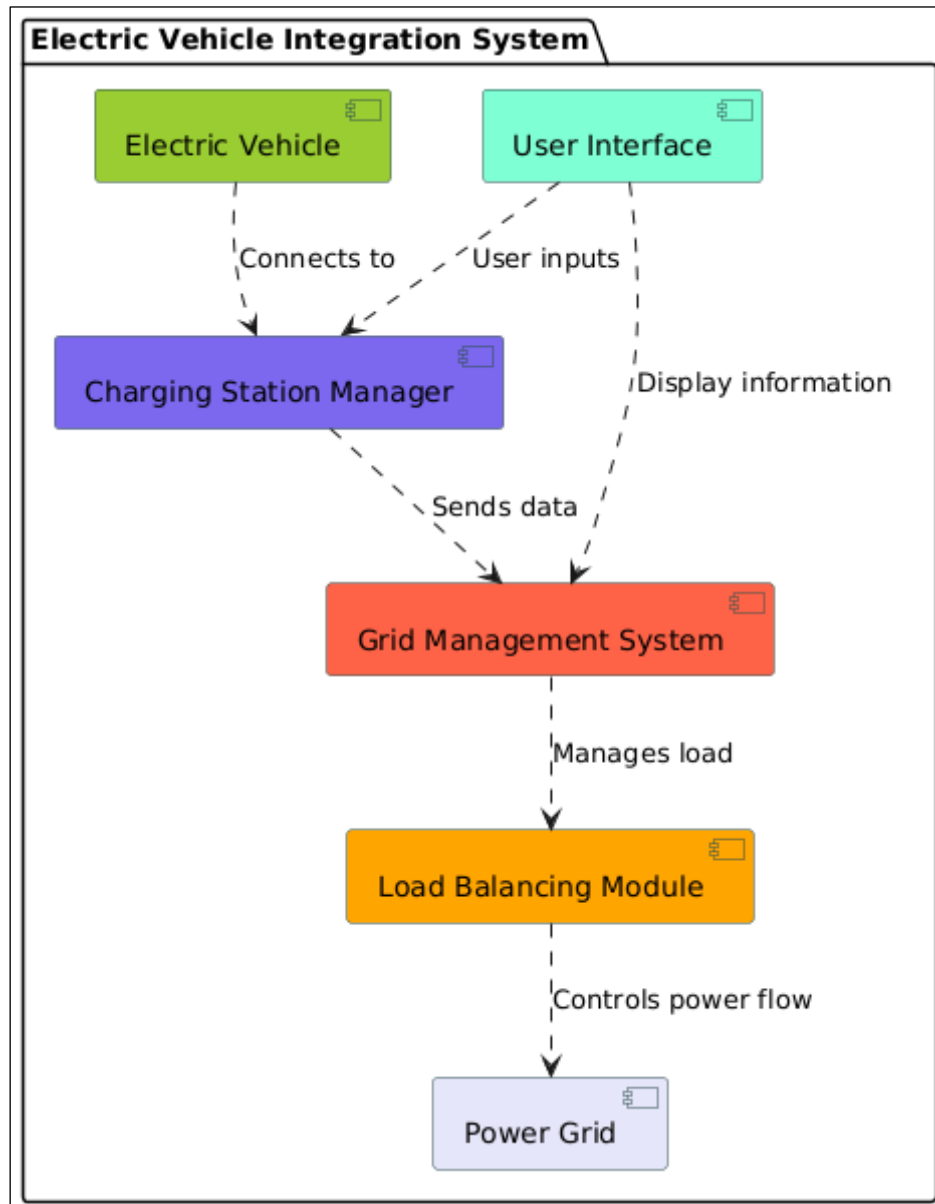 Electric Vehicle Integration System
Electric Vehicle
User Interface
Connects to
User inputs
Charging Station Manager
Display information
Sends data
Grid Management System
Manages load
Load Balancing Module
Controls power flow
Power Grid